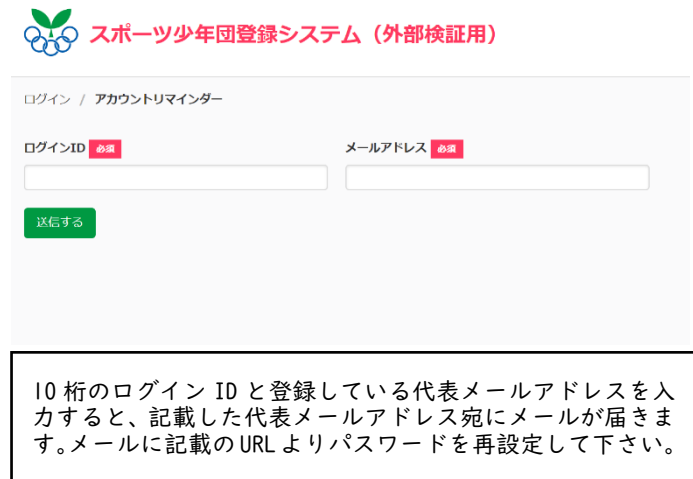 スポーツ少年団登録システム（外部検証用）
ログイン / アカウントリマインダー
ログインID 必須 メールアドレス 必須
送信する
10桁のログイン ID と登録している代表メールアドレスを入
力すると、記載した代表メールアドレス宛にメールが届きま
す。メールに記載のURLよりパスワードを再設定して下さい。